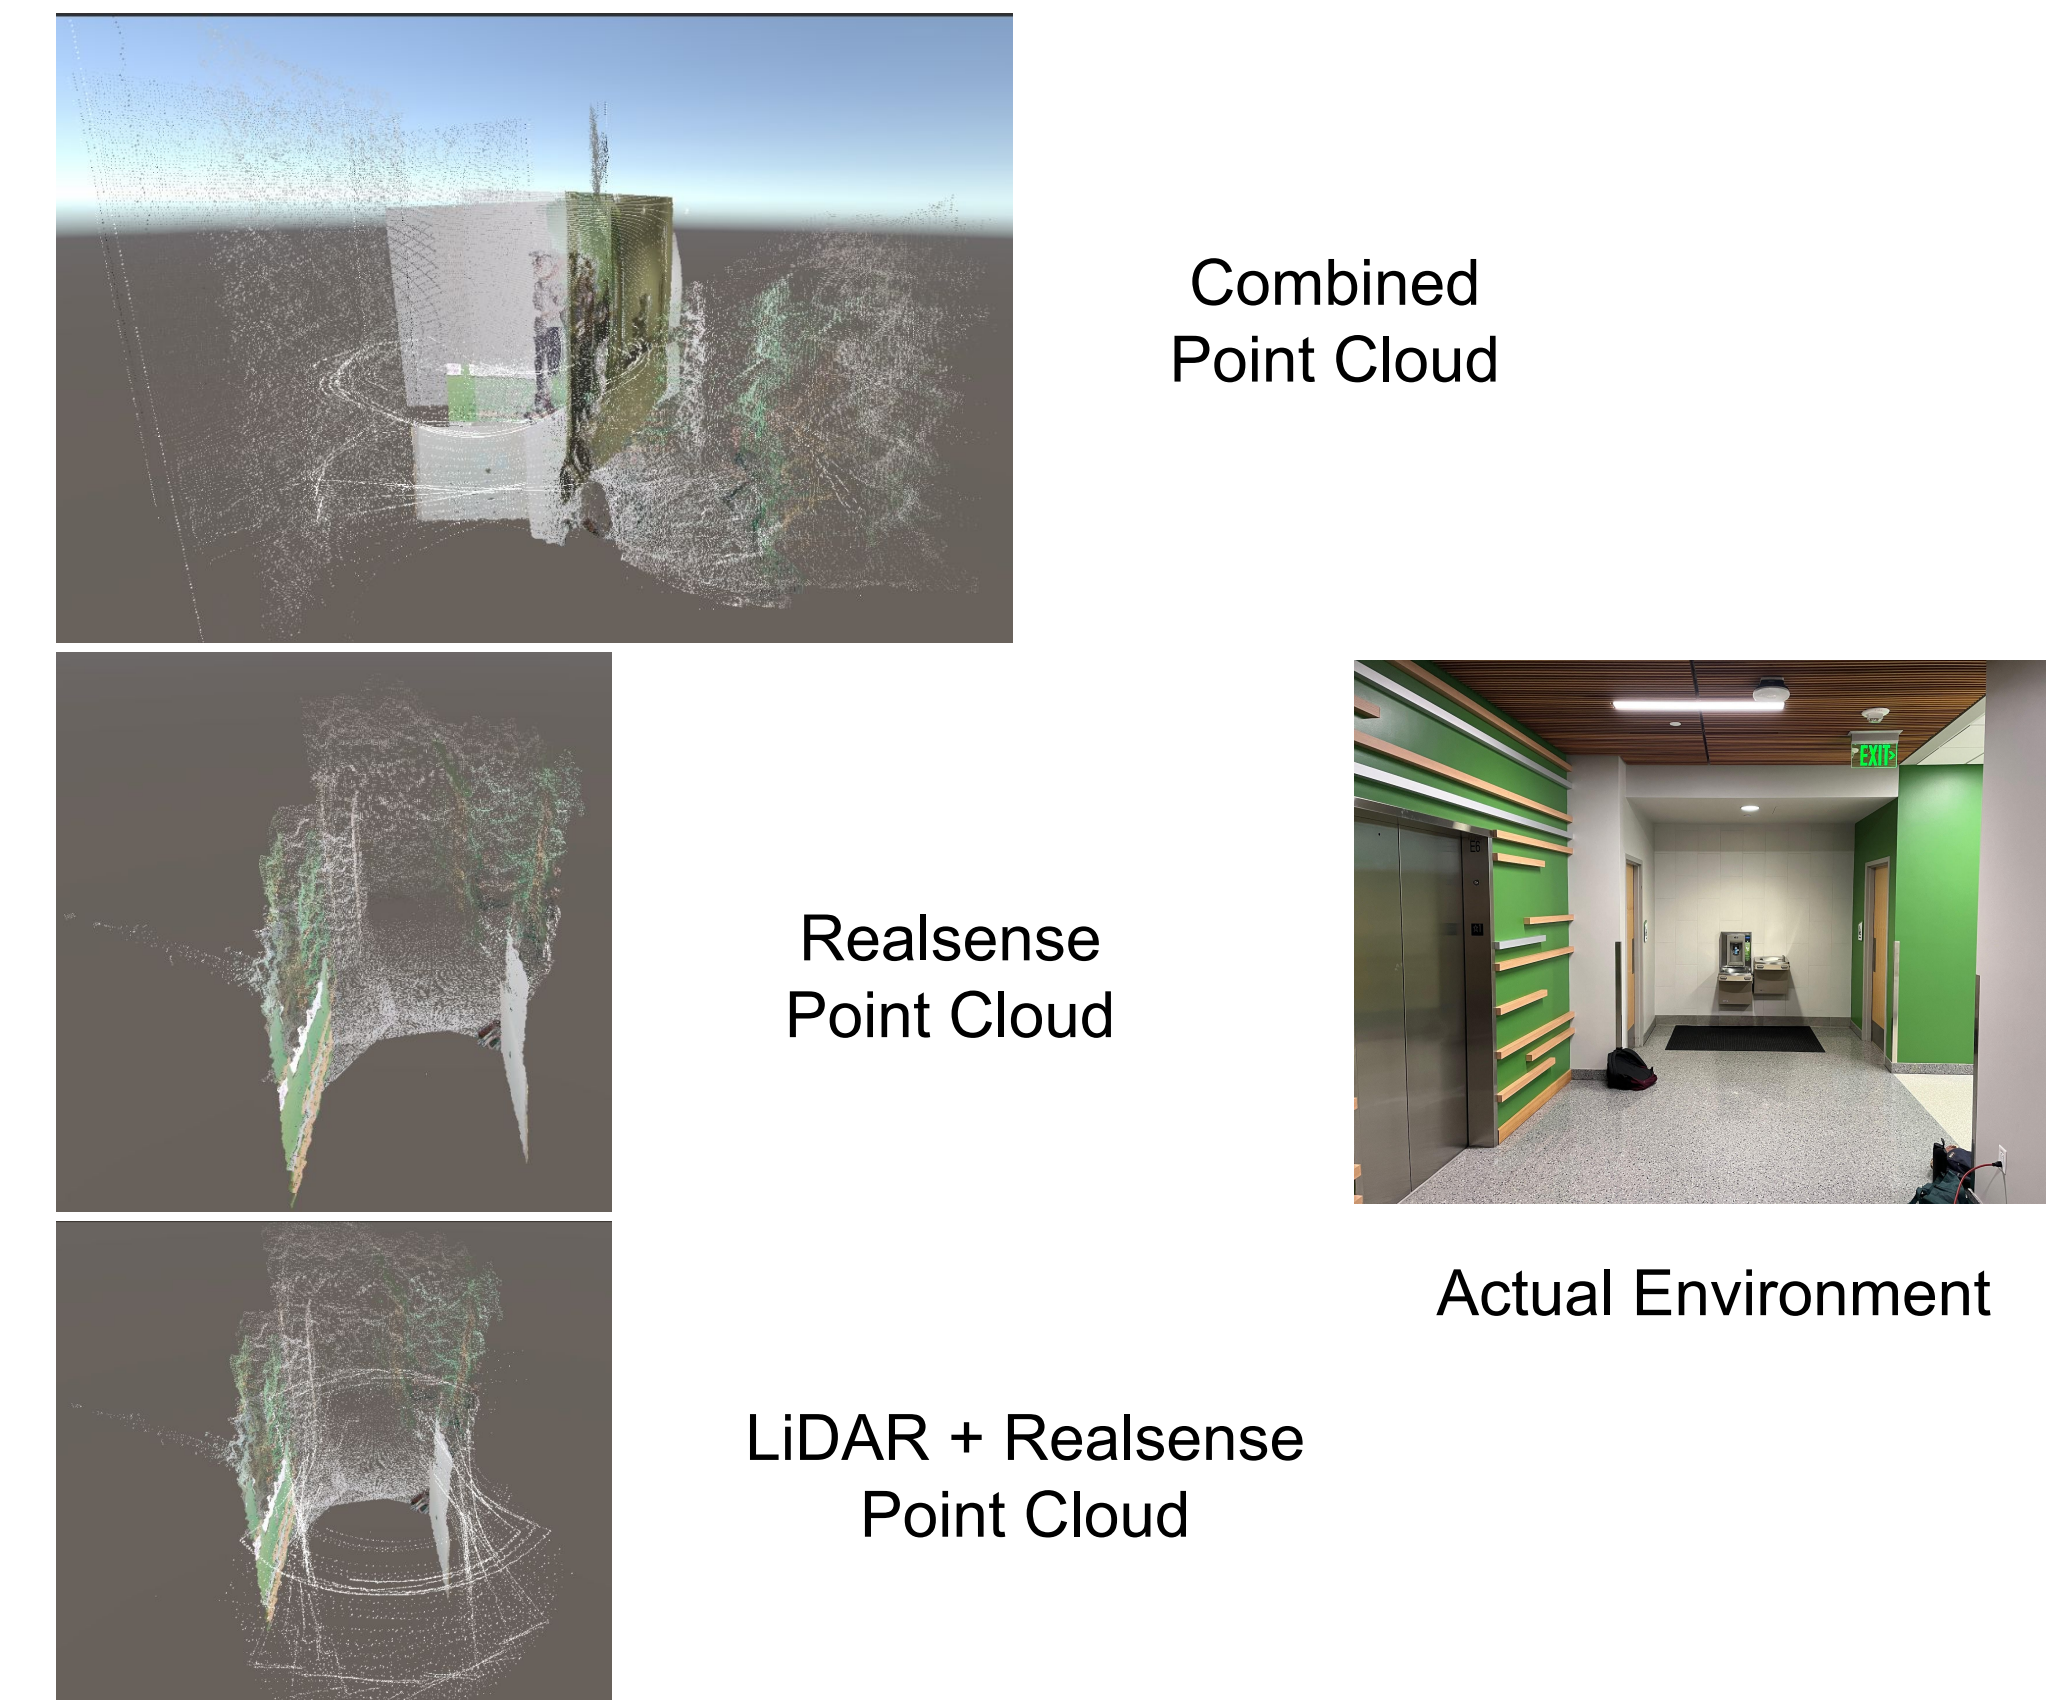 Combined
Point Cloud
Realsense
Point Cloud
EXIT
Actual Environment
LiDAR + Realsense
Point Cloud